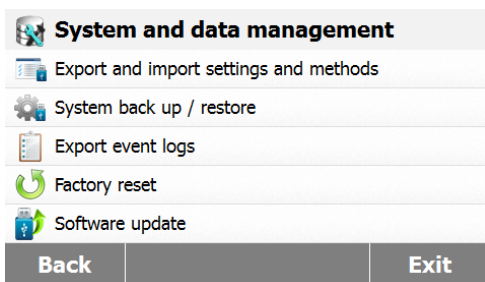 System and data management
Export and import settings and methods
System back up / restore
Export event logs
Factory reset
Software update
Back
Exit